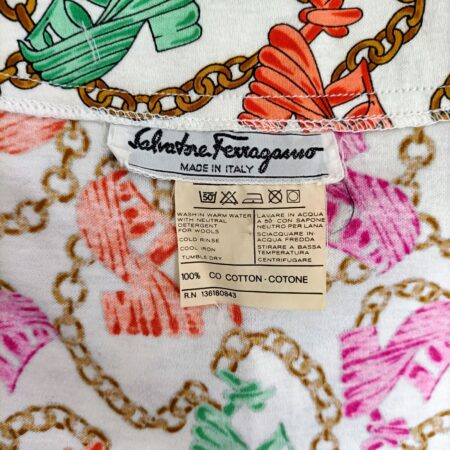 Salvatore Ferragamo
MADE IN ITALY
50°
WASH IN WARM WATER
WITH NEUTRAL
DETERGENT
FOR WOOLS
COLD RINSE
COOL IRON
TUMBLE DRY
LAVARE IN ACQUA
A 50 CON SAPONE
NEUTRO PER LANA
SCIACQUARE IN
ACQUA FREDDA
STIRARE A BASSA
TEMPERATURA
CENTRIFUGARE
100% CO COTTON·COTONE
R.N 136180843